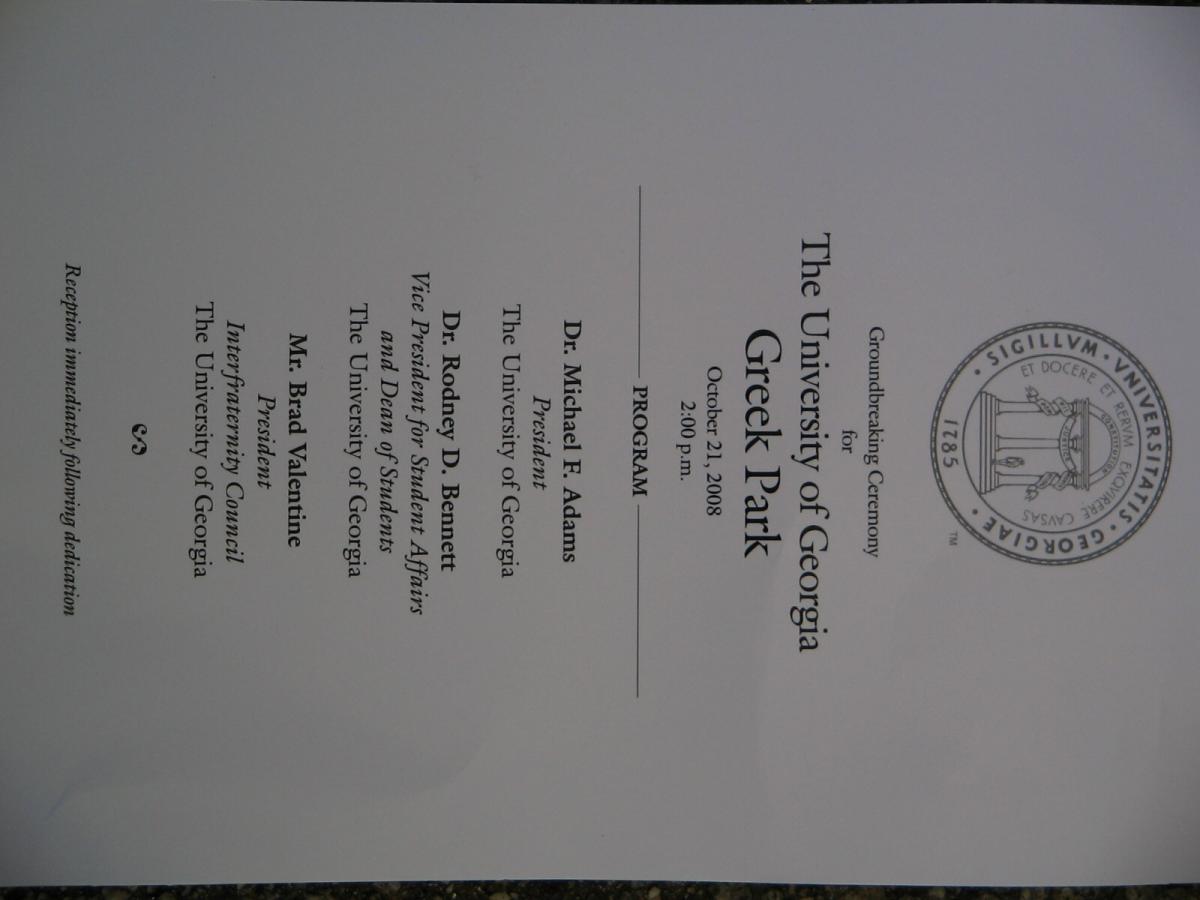 SIGILLVM · VNIVERSITATIS · GEORGIAE
ET DOCERE ET RERVM EXQVIRERE CAVSAS
CONSTITUTION
1785
TM
Groundbreaking Ceremony
for
The University of Georgia
Greek Park
October 21, 2008
2:00 p.m.
PROGRAM
Dr. Michael F. Adams
President
The University of Georgia
Dr. Rodney D. Bennett
Vice President for Student Affairs
and Dean of Students
The University of Georgia
Mr. Brad Valentine
President
Interfraternity Council
The University of Georgia
Reception immediately following dedication